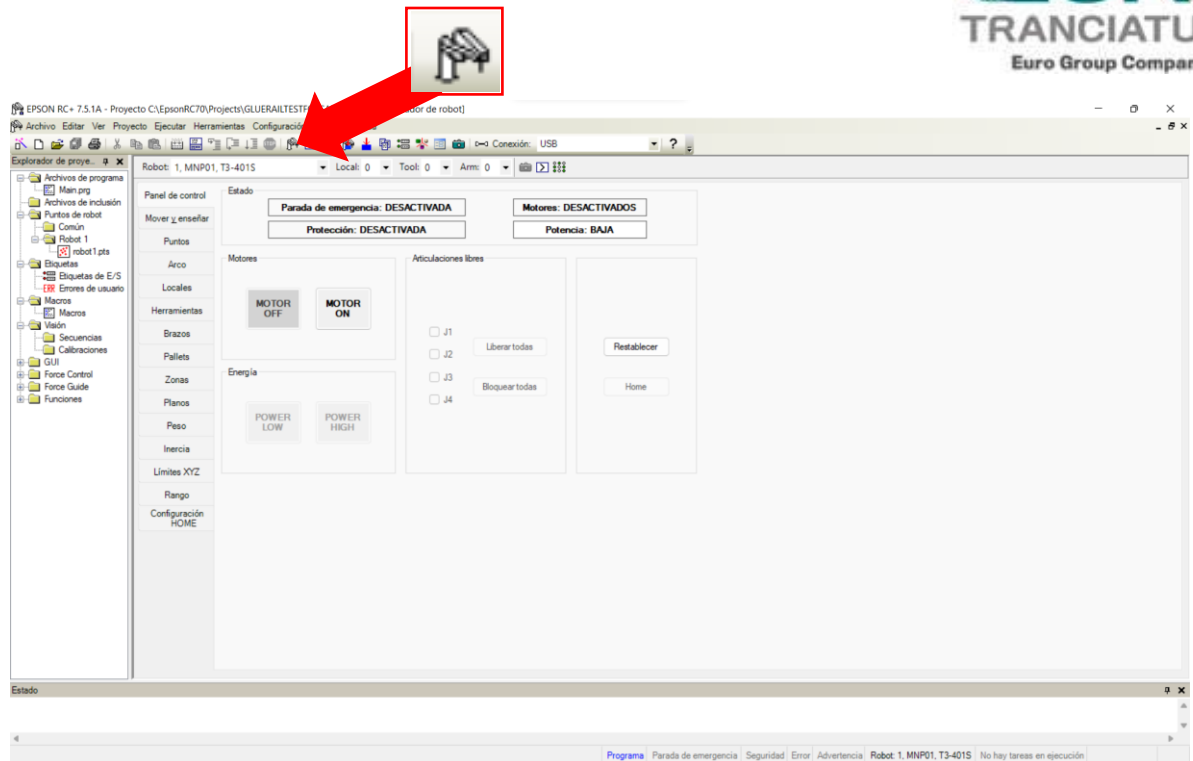 TRANCIATU
Euro Group Compan
EPSON RC+ 7.5.1A - Proyecto C:\EpsonRC70\Projects\GLUERAILTESTF
dor de robot]
Archivo Editar Ver Proyecto Ejecutar Herramientas Configuració
Conexión: USB
?
Explorador de proye..
Robot: 1, MNP01, T3-401S Local: 0 Tool: 0 Arm: 0
Archivos de programa
Main.prg
Archivos de inclusión
Puntos de robot
Común
Robot 1
robot1.pts
Etiquetas
Etiquetas de E/S
Errores de usuario
Macros
Macros
Visión
Secuencias
Calibraciones
GUI
Force Control
Force Guide
Funciones
Panel de control
Mover y enseñar
Puntos
Arco
Locales
Herramientas
Brazos
Pallets
Zonas
Planos
Peso
Inercia
Límites XYZ
Rango
Configuración
HOME
Estado
Parada de emergencia: DESACTIVADA
Motores: DESACTIVADOS
Protección: DESACTIVADA
Potencia: BAJA
Motores
MOTOR
OFF
MOTOR
ON
Energía
POWER
LOW
POWER
HIGH
Articulaciones libres
J1
J2
J3
J4
Liberar todas
Bloquear todas
Restablecer
Home
Estado
Programa Parada de emergencia Seguridad Error Advertencia Robot: 1, MNP01, T3-401S No hay tareas en ejecución